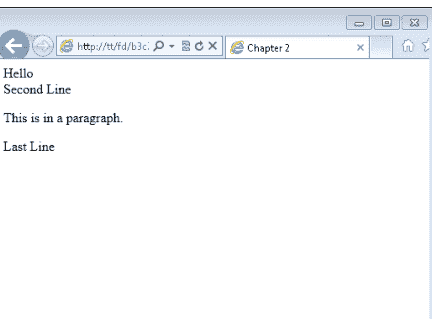 http://tt/fd/b3c
Chapter 2
Hello
Second Line
This is in a paragraph.
Last Line